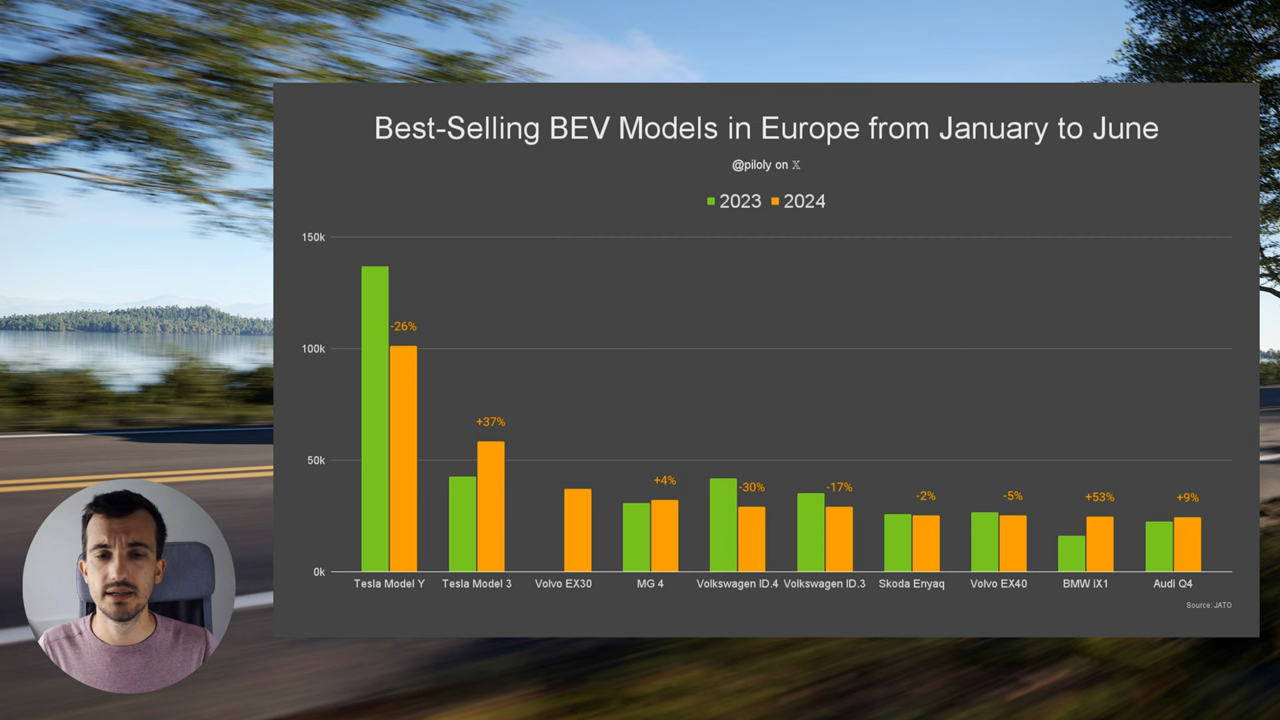 Best-Selling BEV Models in Europe from January to June
@piloly on 𝕏
2023 2024
150k
100k
50k
0k
-26%
+37%
+4%
-30%
-17%
-2%
-5%
+53%
+9%
Tesla Model Y Tesla Model 3 Volvo EX30 MG 4 Volkswagen ID.4 Volkswagen ID.3 Skoda Enyaq Volvo EX40 BMW iX1 Audi Q4
Source: JATO